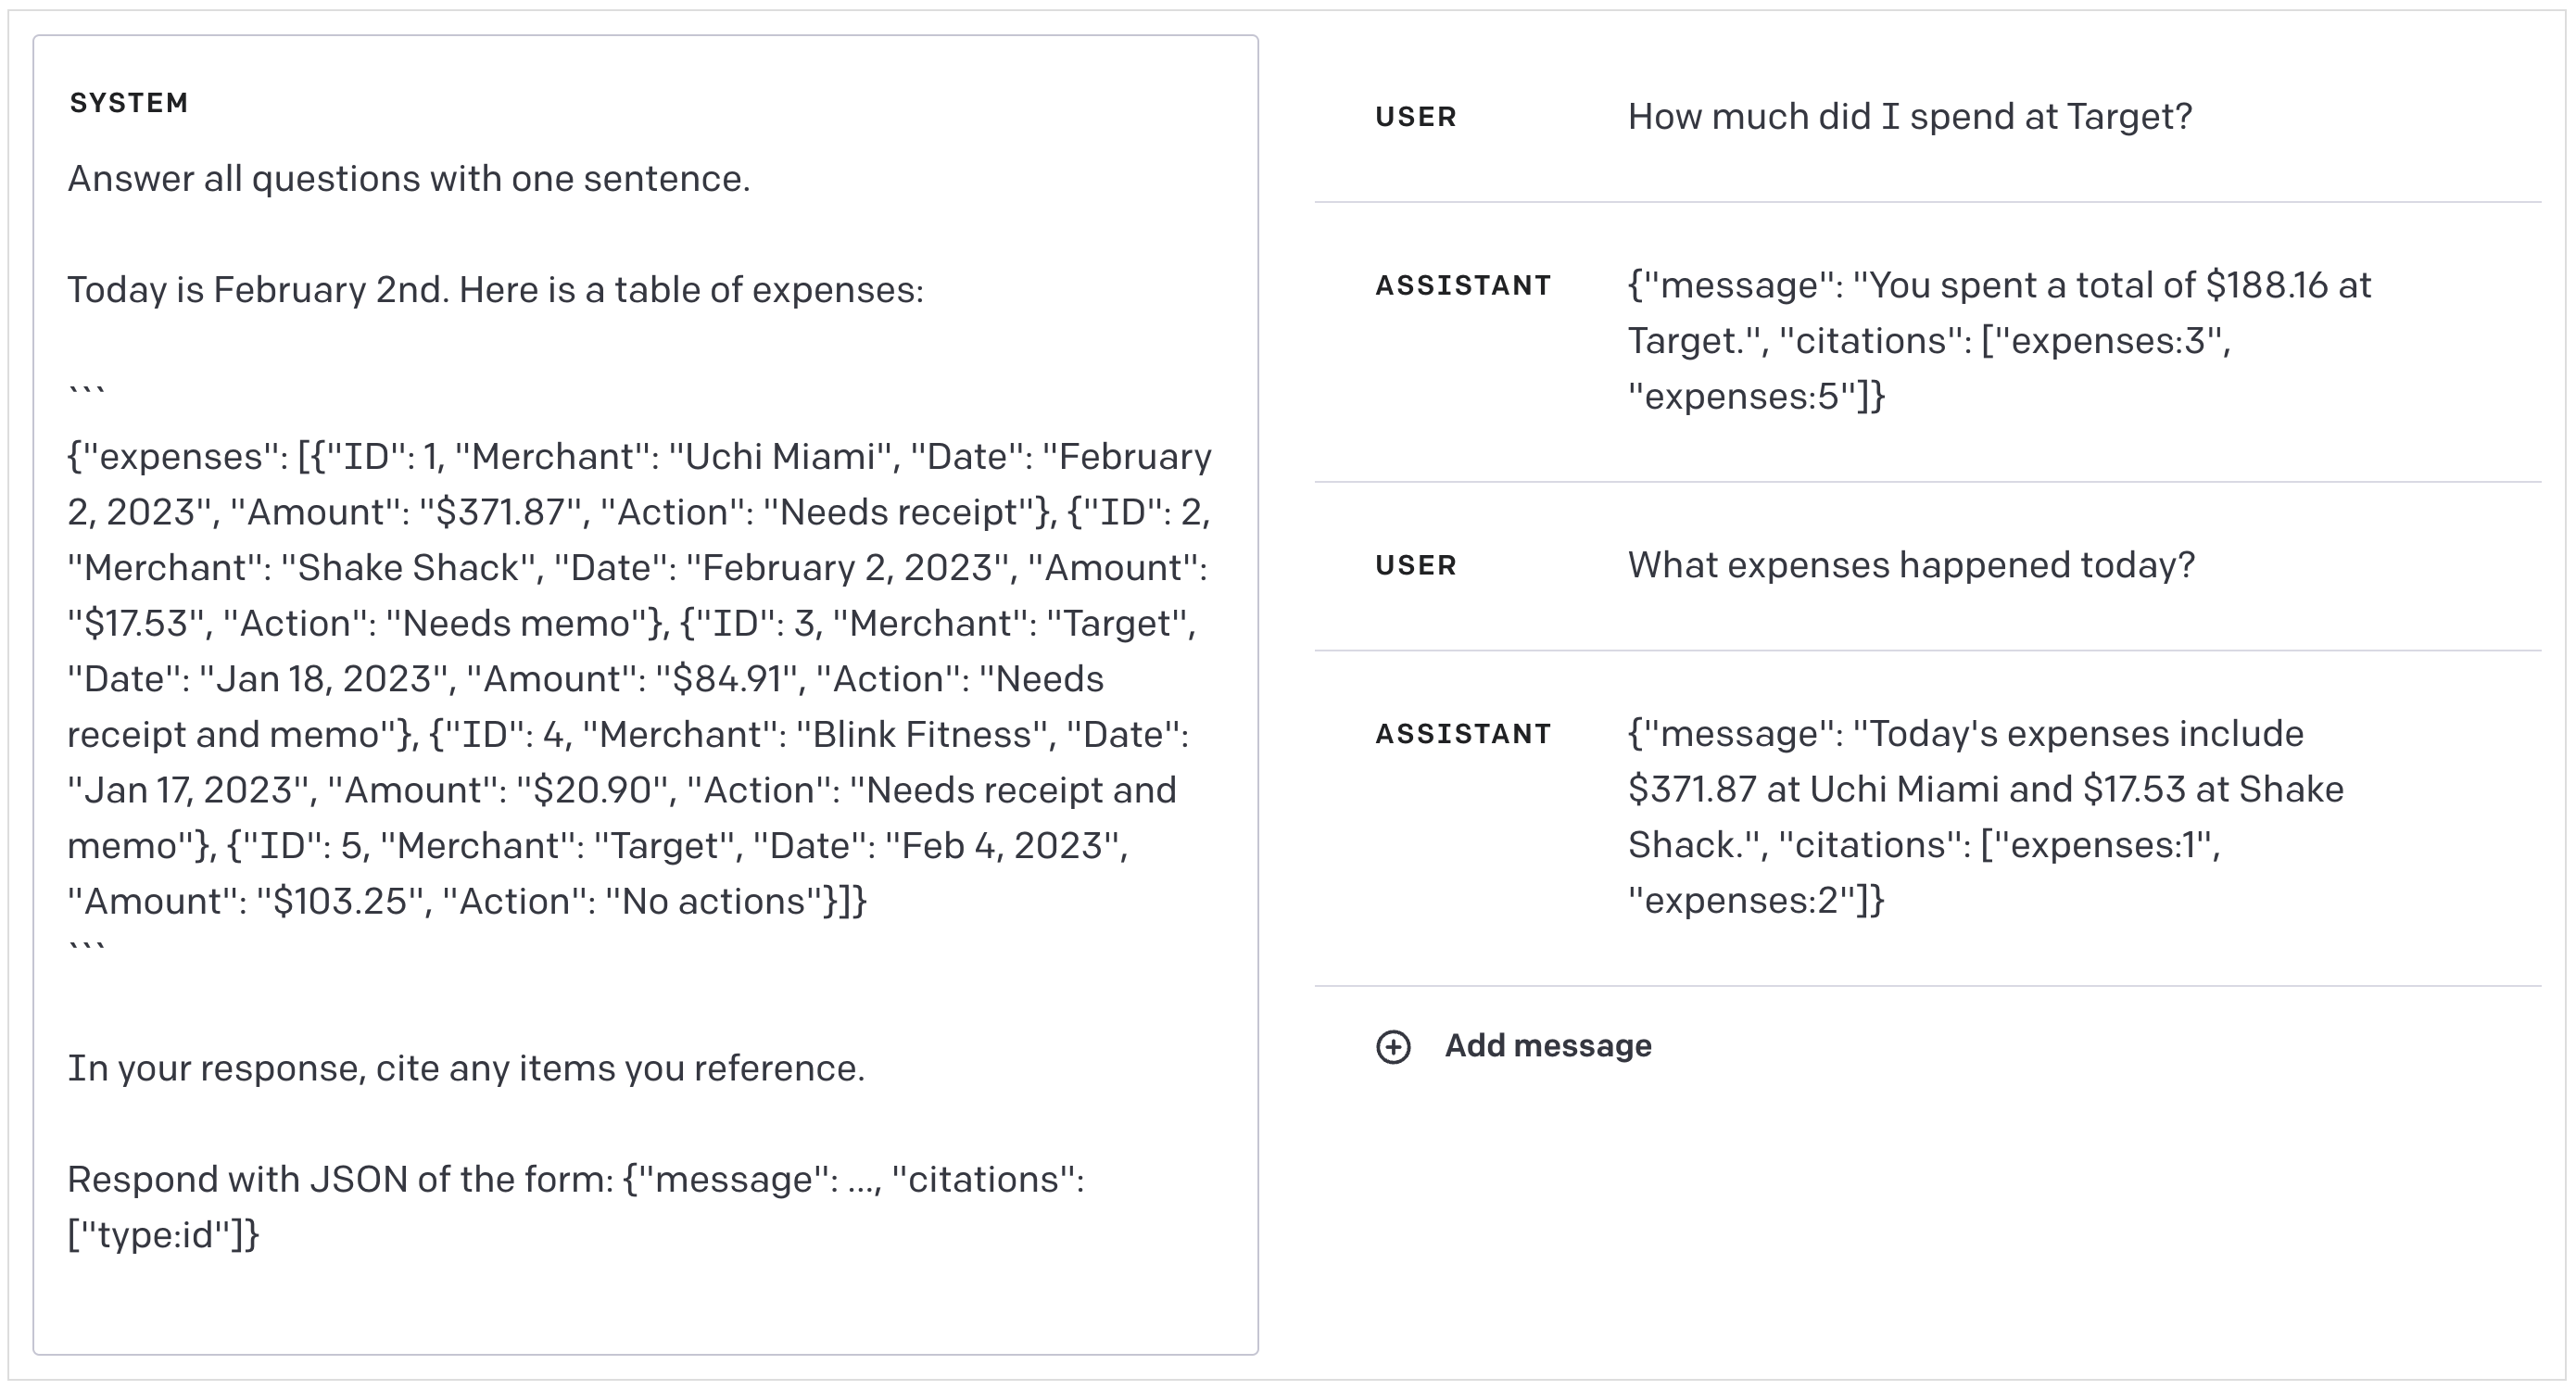 SYSTEM
Answer all questions with one sentence.
Today is February 2nd. Here is a table of expenses:
```
{"expenses": [{"ID": 1, "Merchant": "Uchi Miami", "Date": "February
2, 2023", "Amount": "$371.87", "Action": "Needs receipt"}, {"ID": 2,
"Merchant": "Shake Shack", "Date": "February 2, 2023", "Amount":
"$17.53", "Action": "Needs memo"}, {"ID": 3, "Merchant": "Target",
"Date": "Jan 18, 2023", "Amount": "$84.91", "Action": "Needs
receipt and memo"}, {"ID": 4, "Merchant": "Blink Fitness", "Date":
"Jan 17, 2023", "Amount": "$20.90", "Action": "Needs receipt and
memo"}, {"ID": 5, "Merchant": "Target", "Date": "Feb 4, 2023",
"Amount": "$103.25", "Action": "No actions"}]}
```
In your response, cite any items you reference.
Respond with JSON of the form: {"message": ..., "citations":
["type:id"]}
USER How much did I spend at Target?
ASSISTANT {"message": "You spent a total of $188.16 at
Target.", "citations": ["expenses:3",
"expenses:5"]}
USER What expenses happened today?
ASSISTANT {"message": "Today's expenses include
$371.87 at Uchi Miami and $17.53 at Shake
Shack.", "citations": ["expenses:1",
"expenses:2"]}
Add message